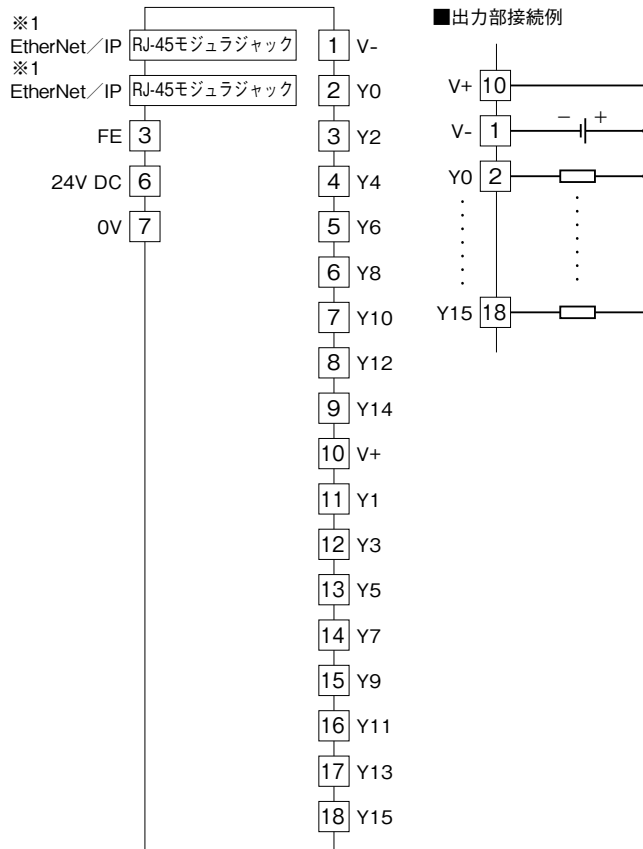 ※1
EtherNet／IP RJ-45モジュラジャック
※1
EtherNet／IP RJ-45モジュラジャック
FE 3
24V DC 6
0V 7
1 V-
2 Y0
3 Y2
4 Y4
5 Y6
6 Y8
7 Y10
8 Y12
9 Y14
10 V+
11 Y1
12 Y3
13 Y5
14 Y7
15 Y9
16 Y11
17 Y13
18 Y15
■出力部接続例
V+ 10
V- 1 － ＋
Y0 2
Y15 18